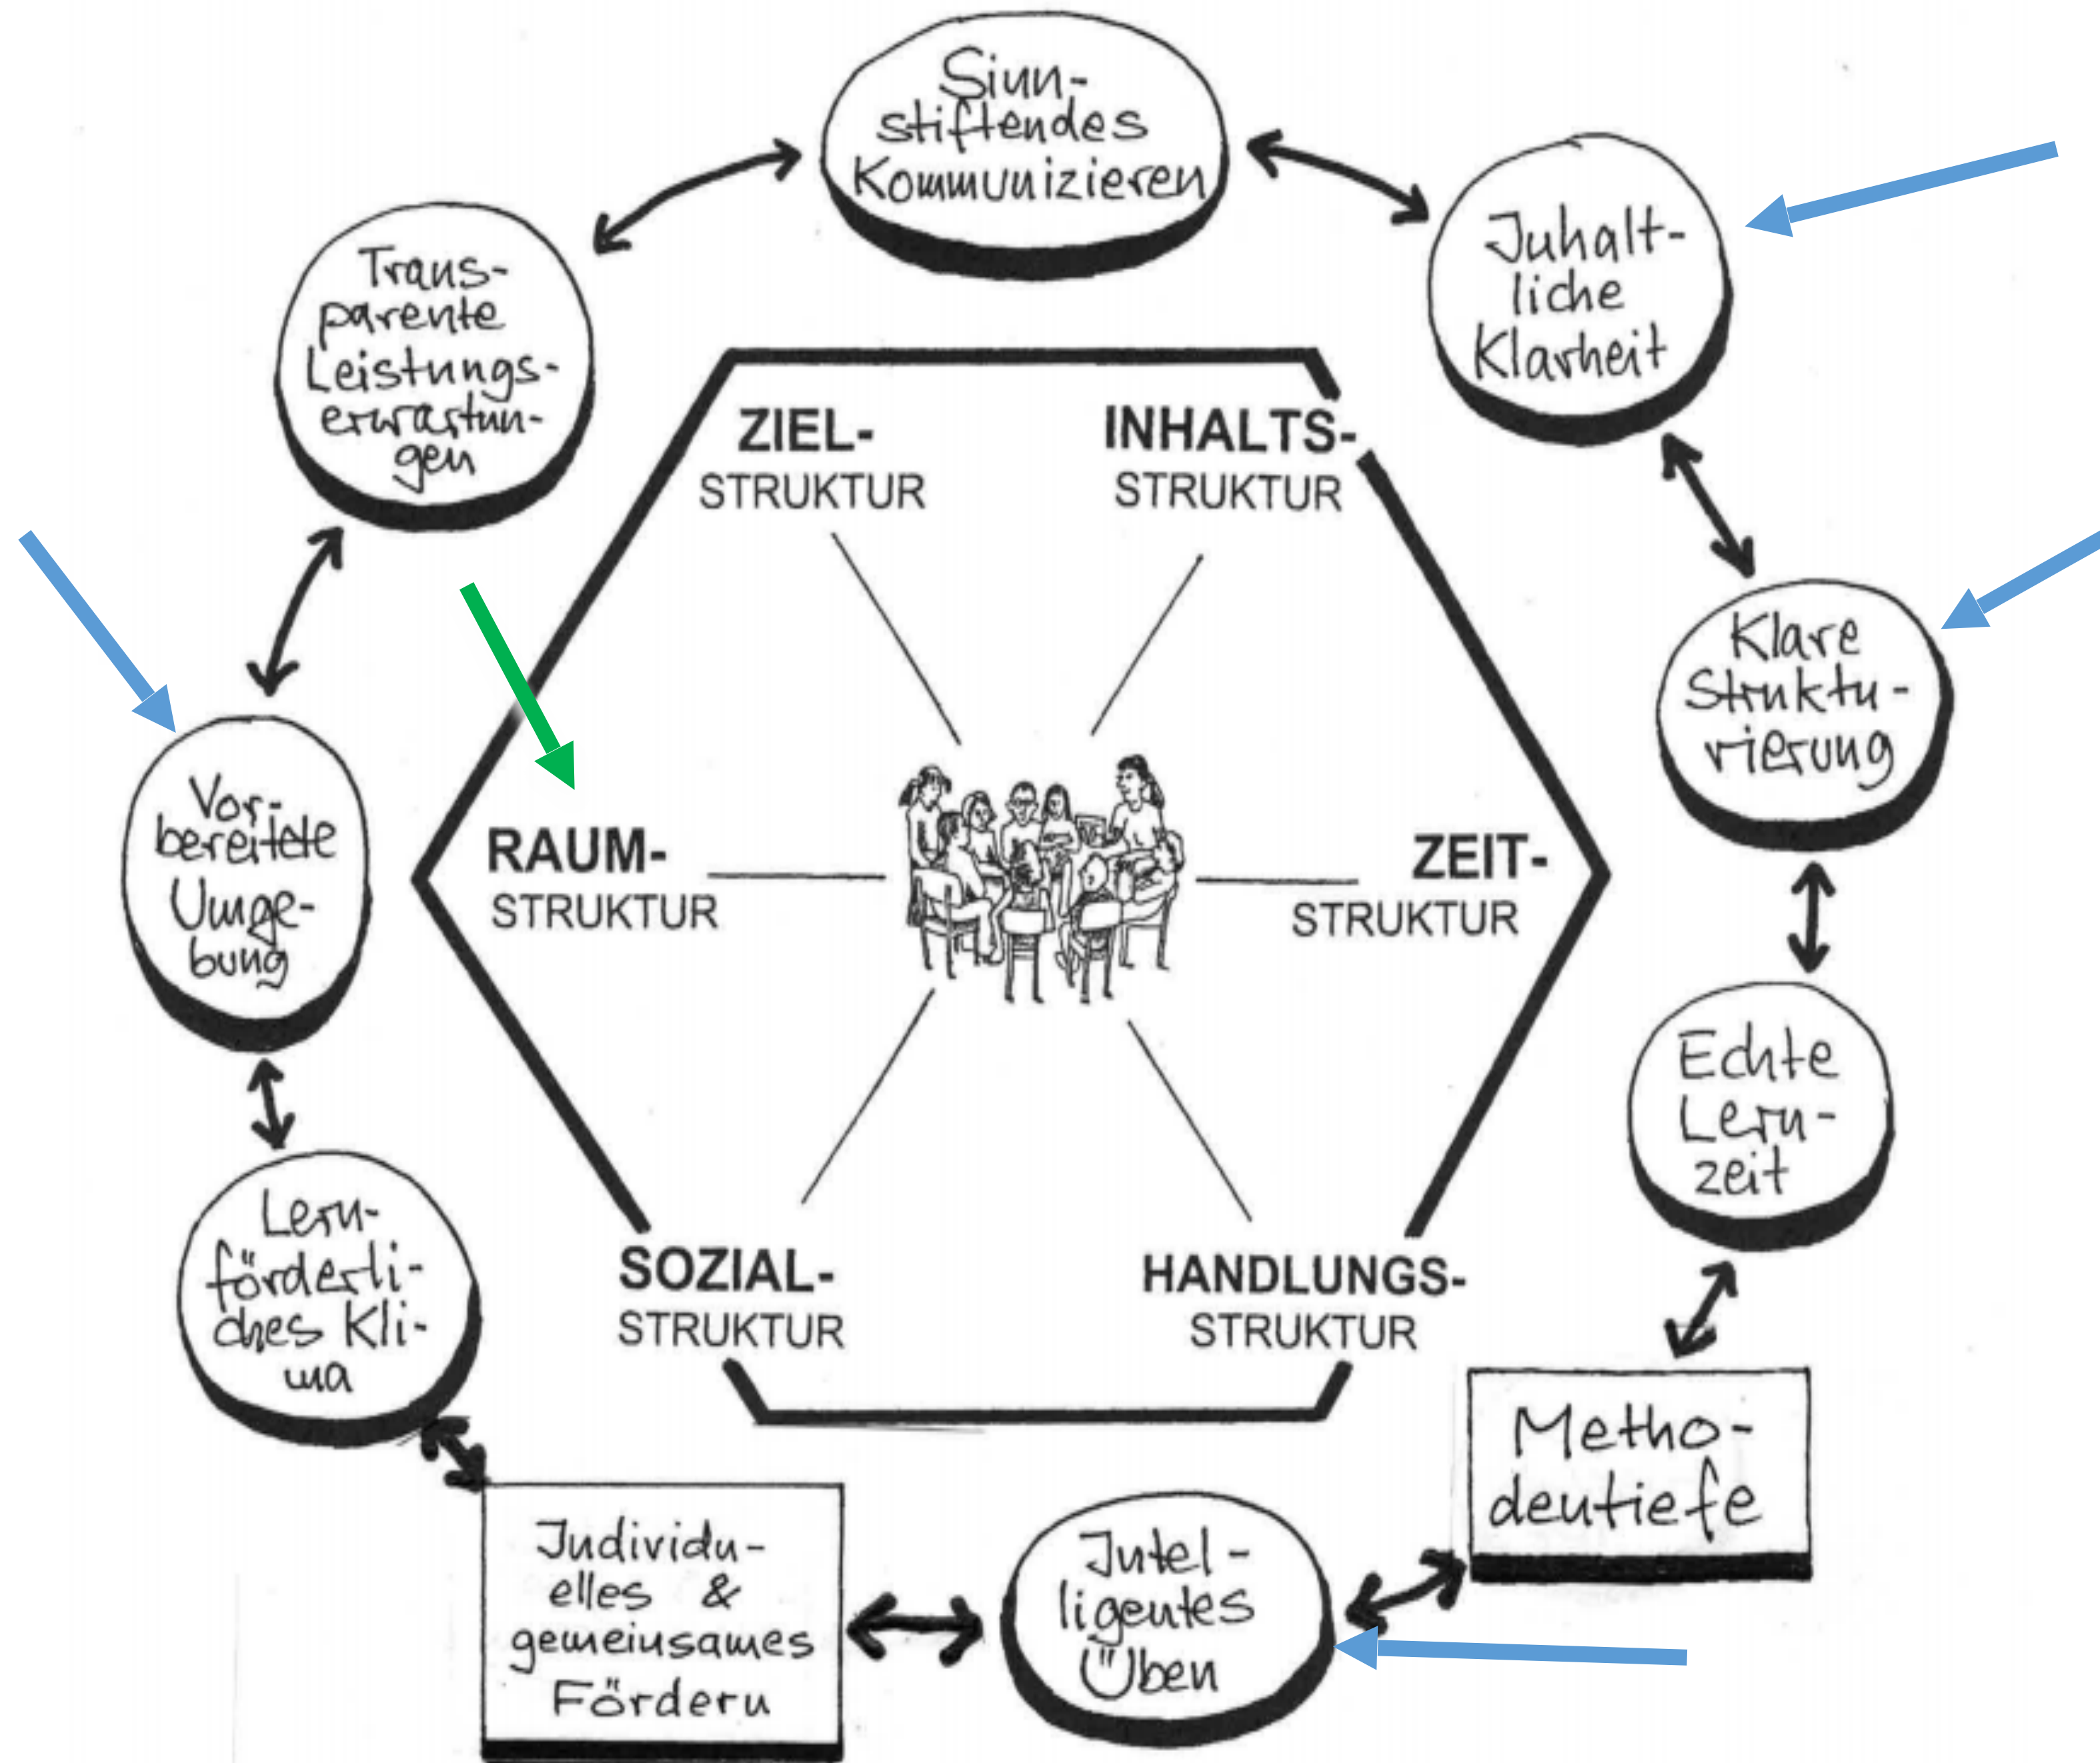 Sinn-
stiftendes
Kommunizieren
Inhalt-
liche
Klarheit
Klare
Struktu-
rierung
Echte
Lern-
zeit
Metho-
dentiefe
Intel-
ligentes
Üben
Individu-
elles &
gemeinsames
Fördern
Lern-
förderli-
ches Kli-
ma
Vor-
bereitete
Umge-
bung
Trans-
parente
Leistungs-
erwartun-
gen
ZIEL-
STRUKTUR
INHALTS-
STRUKTUR
RAUM-
STRUKTUR
ZEIT-
STRUKTUR
SOZIAL-
STRUKTUR
HANDLUNGS-
STRUKTUR